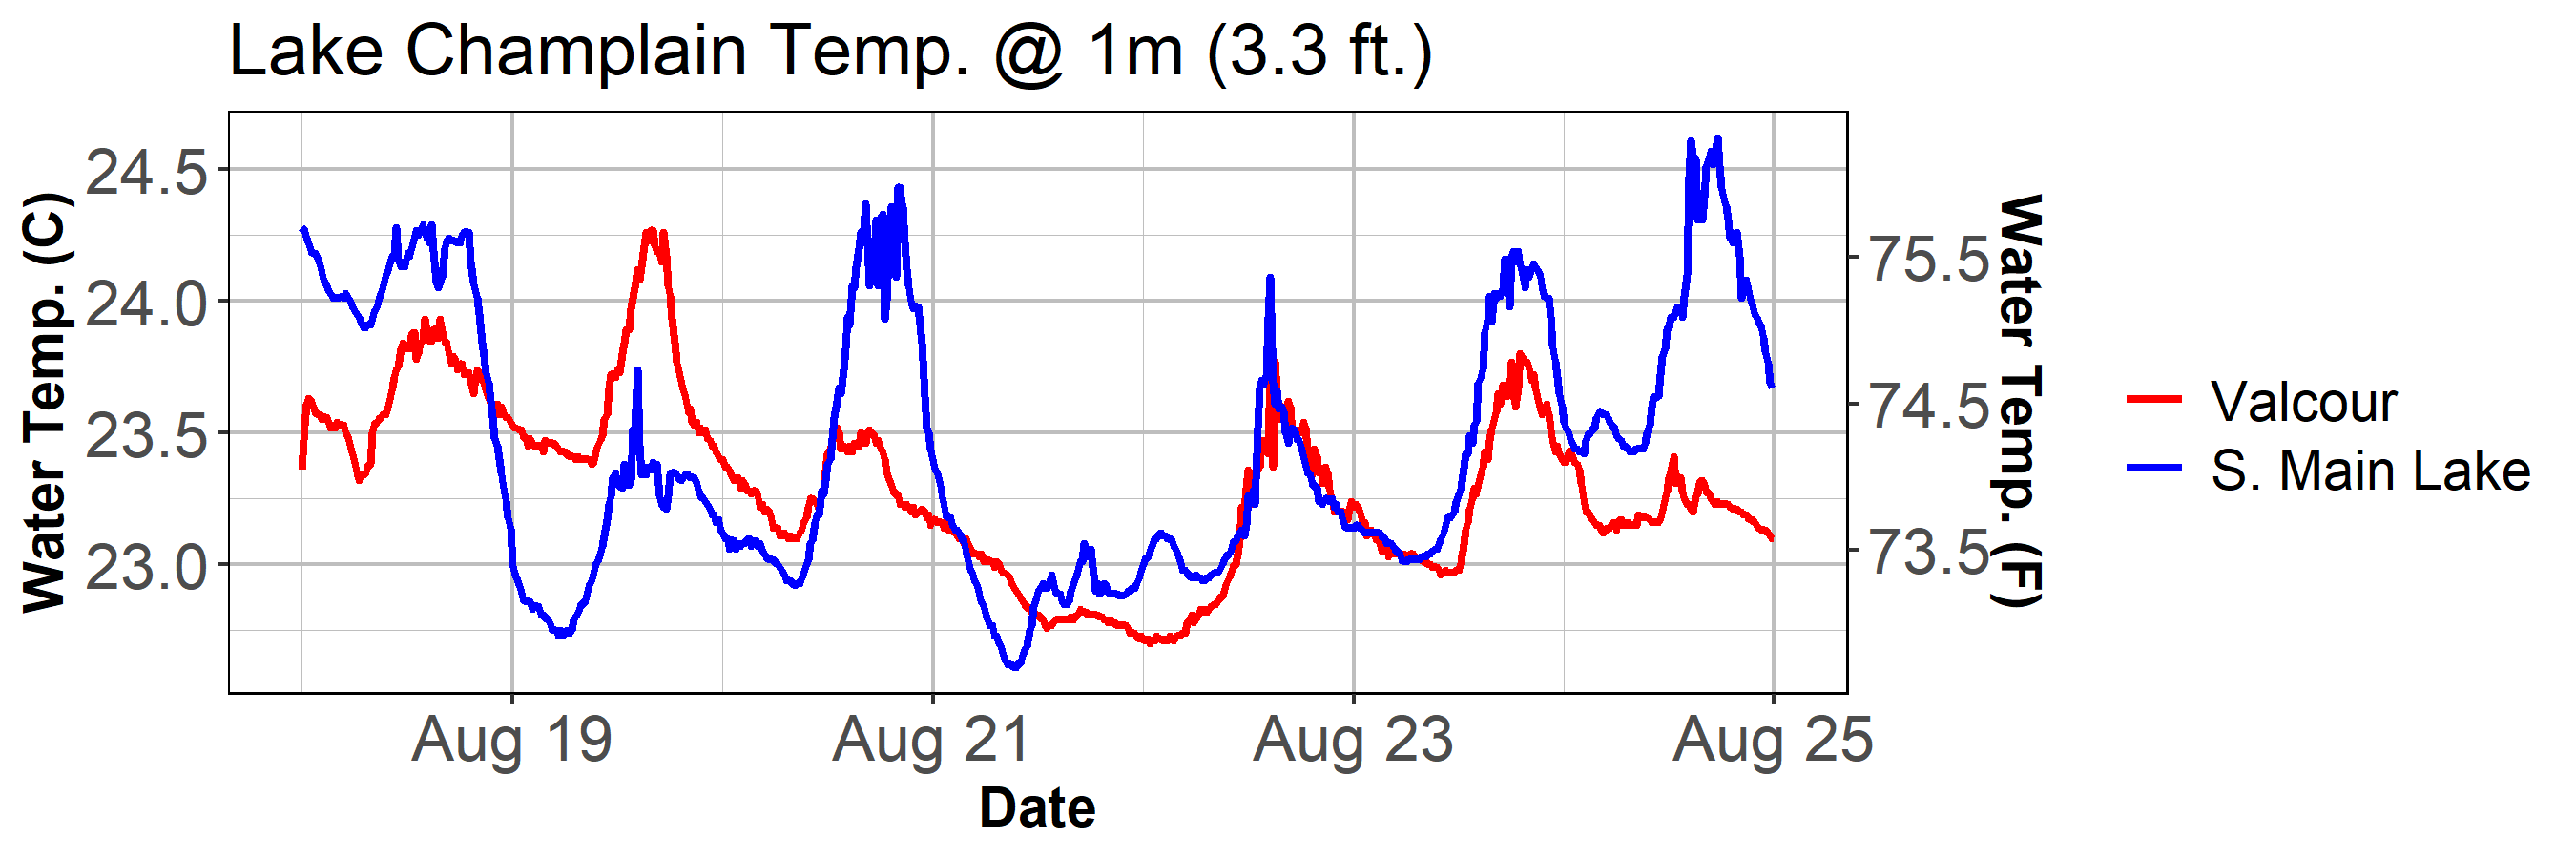 Lake Champlain Temp. @ 1m (3.3 ft.)
Water Temp. (C)
24.5
24.0
23.5
23.0
75.5
74.5
73.5
Water Temp. (F)
Aug 19
Aug 21
Aug 23
Aug 25
Date
Valcour
S. Main Lake